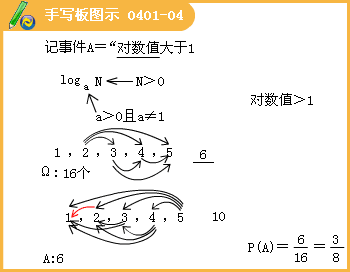 手写板图示 0401-04
记事件A=“对数值大于1
logₐ N ← N>0
a>0且a≠1
对数值>1
1 , 2 , 3 , 4 , 5    6
Ω:16个
1, 2, 3, 4, 5    10
A:6
P(A)= 6/16 = 3/8